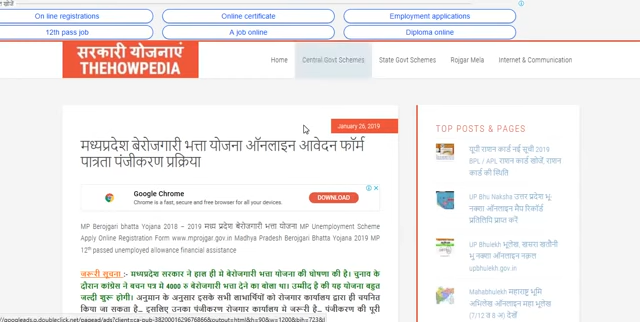 On line registrations
Online certificate
Employment applications
12th pass job
A job online
Diploma online
सरकारी योजनाएं
THEHOWPEDIA
Home
Central Govt Schemes
State Govt Schemes
Rojgar Mela
Internet & Communication
January 26, 2019
मध्यप्रदेश बेरोजगारी भत्ता योजना ऑनलाइन आवेदन फॉर्म
पात्रता पंजीकरण प्रक्रिया
Google Chrome
Chrome is a fast, secure and free browser for all your devices.
DOWNLOAD
MP Berojgari bhatta Yojana 2018 – 2019 मध्य प्रदेश बेरोजगारी भत्ता योजना MP Unemployment Scheme
Apply Online Registration Form www.mprojgar.gov.in Madhya Pradesh Berojgari Bhatta Yojana 2019 MP
12th passed unemployed allowance financial assistance
जरूरी सूचना :- मध्यप्रदेश सरकार ने हाल ही में बेरोजगारी भत्ता योजना की घोषणा की है। चुनाव के
दौरान कांग्रेस ने वचन पत्र में 4000 रु बेरोजगारी भत्ता देने का बोला था। उम्मीद है की यह योजना बहुत
जल्दी शुरू होगी। अनुमान के अनुसार इसके सभी लाभार्थियों को रोजगार कार्यालय द्वारा ही चयनित
किया जा सकता है... इसलिए उनका पंजीकरण रोजगार कार्यालय में जरूरी है... पंजीकरण की पूरी
TOP POSTS & PAGES
यूपी राशन कार्ड नई सूची 2019
BPL / APL राशन कार्ड खोजें, राशन
कार्ड की स्थिति
UP Bhu Naksha उत्तर प्रदेश भू-
नक्शा ऑनलाइन मैप रिकॉर्ड
प्रतिलिपि प्राप्त करें
UP Bhulekh भूलेख, खसरा खतौनी
भु नक्शा ऑनलाइन नक़ल
upbhulekh.gov.in
Mahabhulekh महाराष्ट्र भूमि
अभिलेख ऑनलाइन महा भूलेख
(7/12 8 अ) देखें